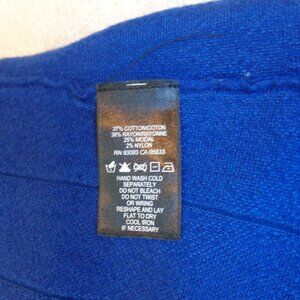 37% COTTON/COTON
36% RAYON/RAYONNE
25% MODAL
2% NYLON
RN 93093 CA 05633
HAND WASH COLD
SEPARATELY
DO NOT BLEACH
DO NOT TWIST
OR WRING
RESHAPE AND LAY
FLAT TO DRY
COOL IRON
IF NECESSARY